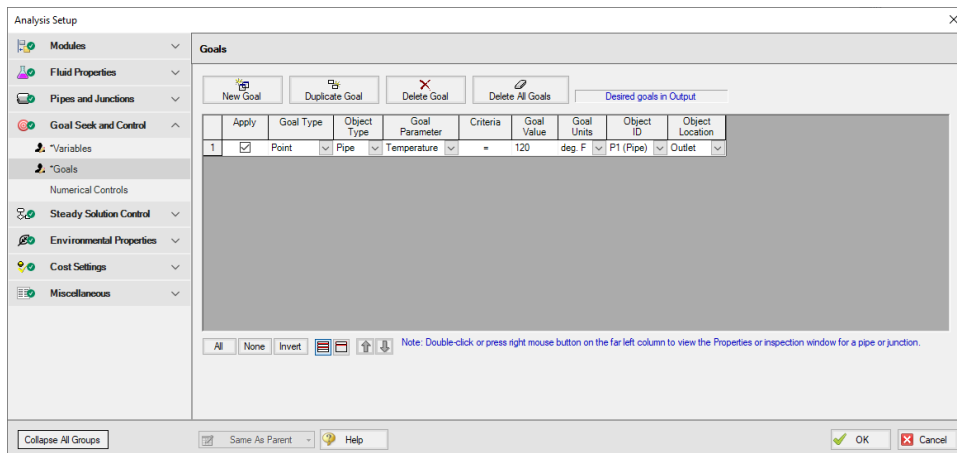 Analysis Setup
Modules
Fluid Properties
Pipes and Junctions
Goal Seek and Control
*Variables
*Goals
Numerical Controls
Steady Solution Control
Environmental Properties
Cost Settings
Miscellaneous
Collapse All Groups
Goals
New Goal
Duplicate Goal
Delete Goal
Delete All Goals
Desired goals in Output
Apply Goal Type Object Type Goal Parameter Criteria Goal Value Goal Units Object ID Object Location
1 Point Pipe Temperature = 120 deg. F P1 (Pipe) Outlet
All None Invert
Note: Double-click or press right mouse button on the far left column to view the Properties or inspection window for a pipe or junction.
Same As Parent
Help
OK
Cancel